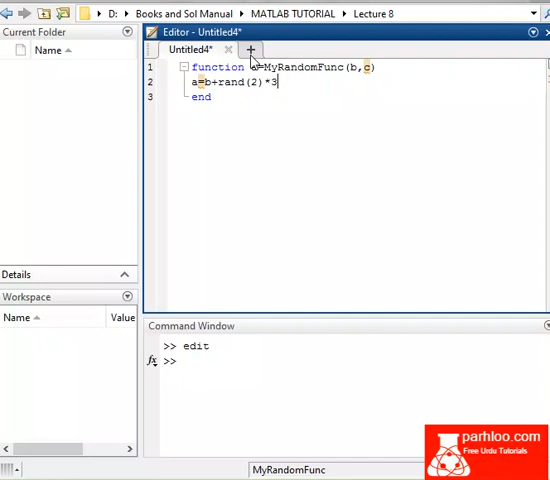 D: Books and Sol Manual MATLAB TUTORIAL Lecture 8
Current Folder
Name
Editor - Untitled4*
Untitled4*
1 function a=MyRandomFunc(b,c)
2 a=b+rand(2)*3
3 end
Details
Workspace
Name Value
Command Window
>> edit
fx >>
MyRandomFunc
parhloo.com
Free Urdu Tutorials